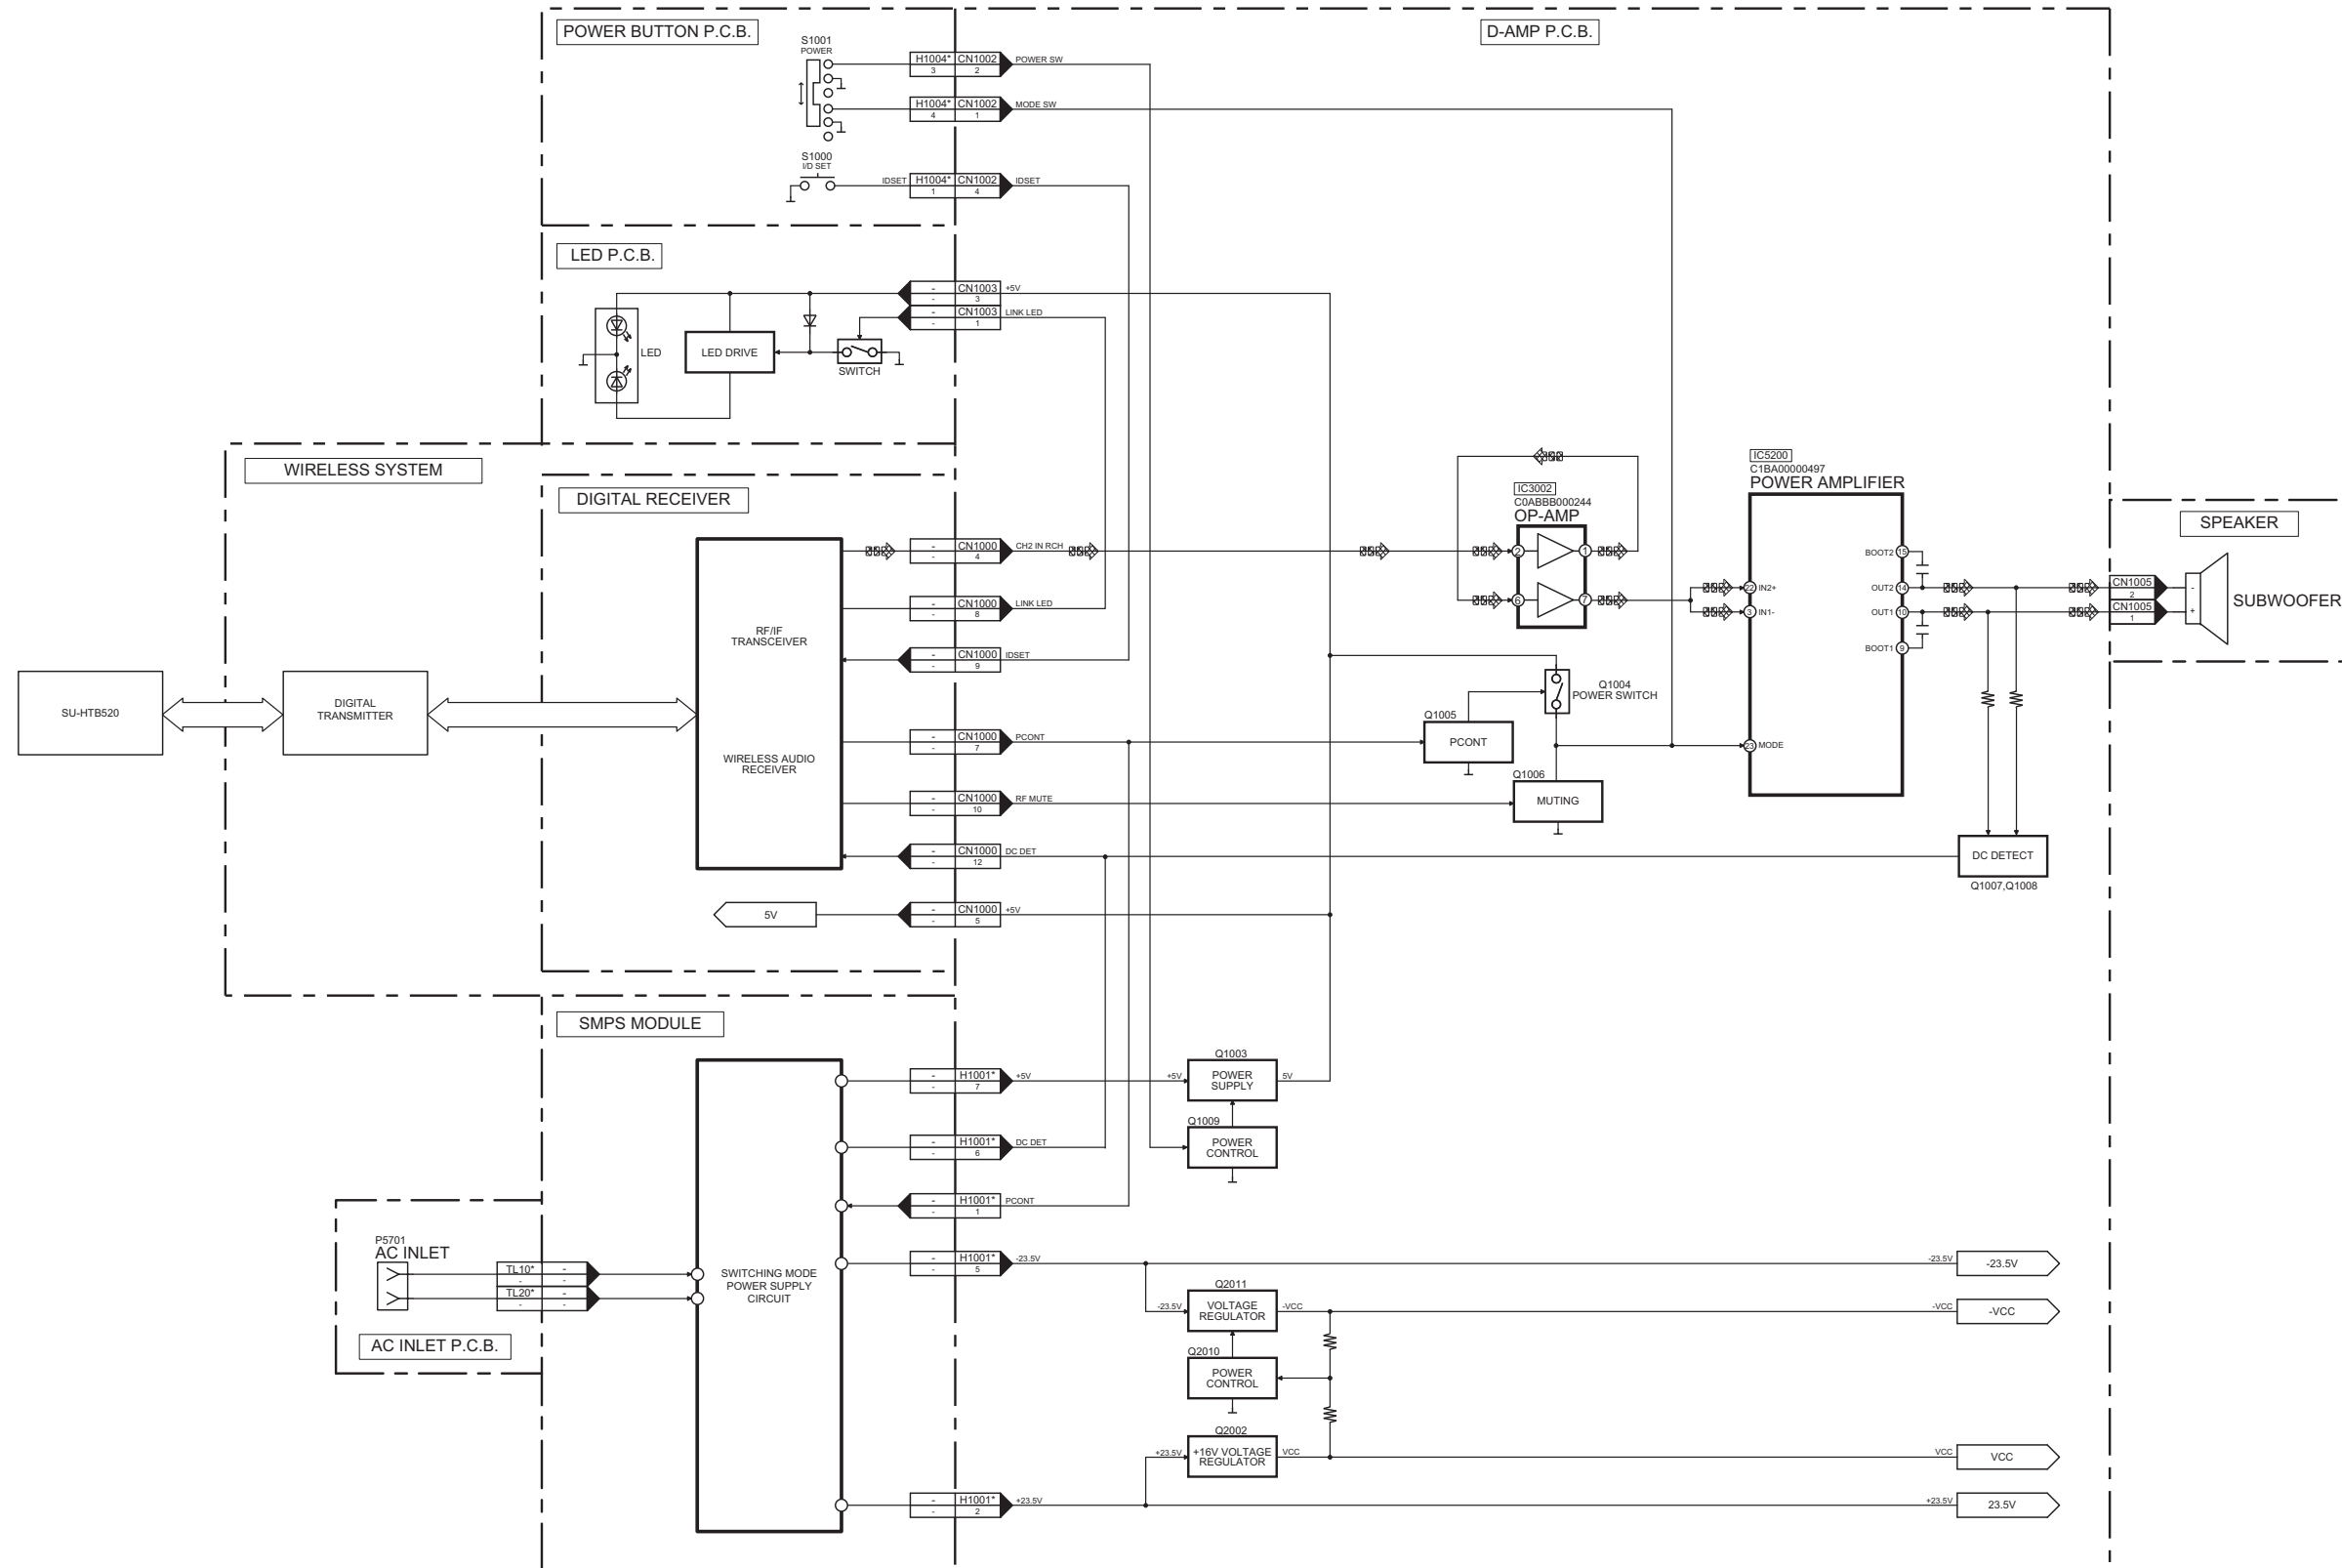 POWER BUTTON P.C.B.
D-AMP P.C.B.
S1001
POWER
H1004* CN1002 POWER SW
3 2
H1004* CN1002 MODE SW
4 1
S1000
I/D SET
IDSET H1004* CN1002 IDSET
1 4
LED P.C.B.
- CN1003 +5V
- 3
- CN1003 LINK LED
- 1
LED
LED DRIVE
SWITCH
WIRELESS SYSTEM
DIGITAL RECEIVER
IC3002
C0ABBB000244
OP-AMP
2 1
6 7
IC5200
C1BA00000497
POWER AMPLIFIER
BOOT2 15
22 IN2+
OUT2 14
3 IN1-
OUT1 10
BOOT1 9
23 MODE
SPEAKER
CN1005 -
2
CN1005 +
1
SUBWOOFER
- CN1000 CH2 IN RCH
- 4
- CN1000 LINK LED
- 8
RF/IF
TRANSCEIVER
- CN1000 IDSET
- 9
Q1004
POWER SWITCH
SU-HTB520
DIGITAL
TRANSMITTER
WIRELESS AUDIO
RECEIVER
- CN1000 PCONT
- 7
Q1005
PCONT
- CN1000 RF MUTE
- 10
Q1006
MUTING
- CN1000 DC DET
- 12
DC DETECT
Q1007,Q1008
5V
- CN1000 +5V
- 5
SMPS MODULE
- H1001* +5V
- 7
Q1003
+5V POWER 5V
SUPPLY
- H1001* DC DET
- 6
Q1009
POWER
CONTROL
- H1001* PCONT
- 1
P5701
AC INLET
TL10* -
- -
TL20* -
- -
AC INLET P.C.B.
SWITCHING MODE
POWER SUPPLY
CIRCUIT
- H1001* -23.5V
- 5
-23.5V -23.5V
Q2011
-23.5V VOLTAGE -VCC
REGULATOR
-VCC -VCC
Q2010
POWER
CONTROL
Q2002
+23.5V +16V VOLTAGE VCC
REGULATOR
VCC VCC
- H1001* +23.5V
- 2
+23.5V 23.5V